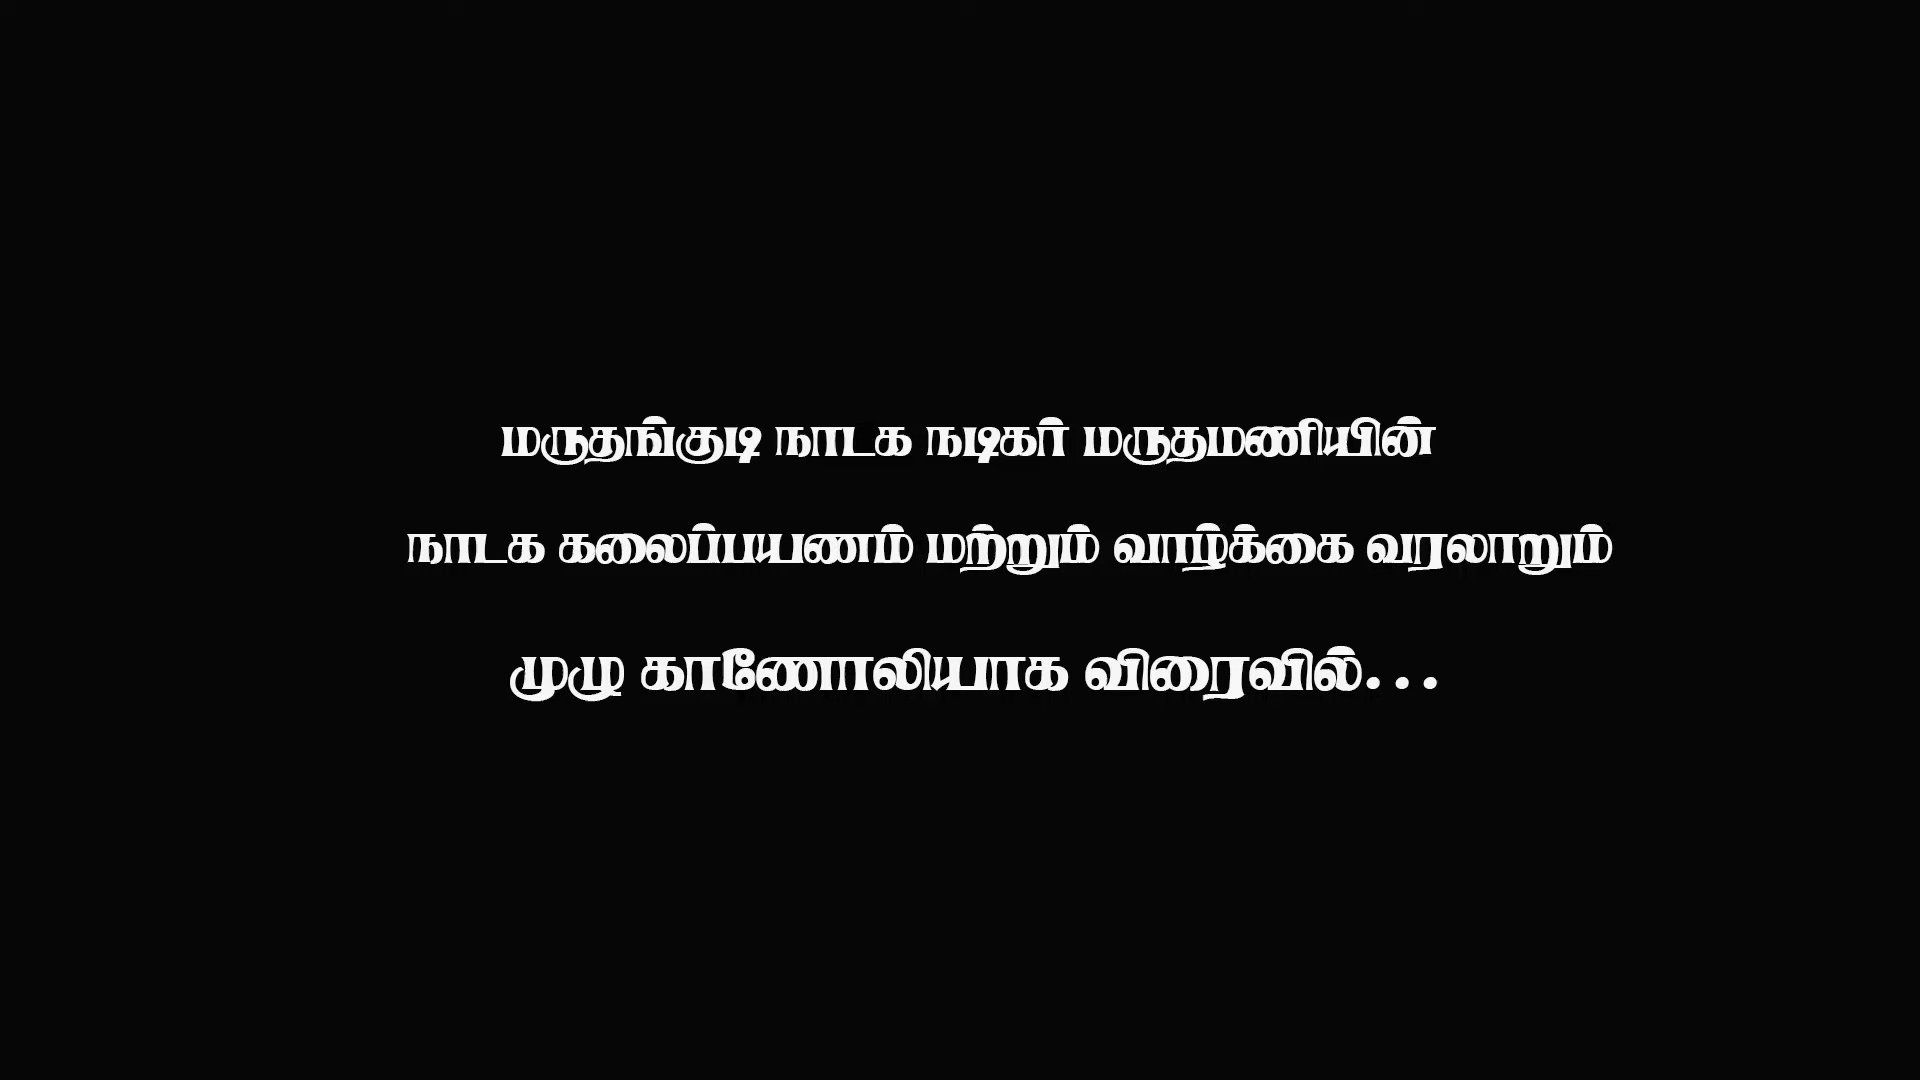 மருதங்குடி நாடக நடிகர் மருதமணியின்
நாடக கலைப்பயணம் மற்றும் வாழ்க்கை வரலாறும்
முழு காணோலியாக விரைவில்...